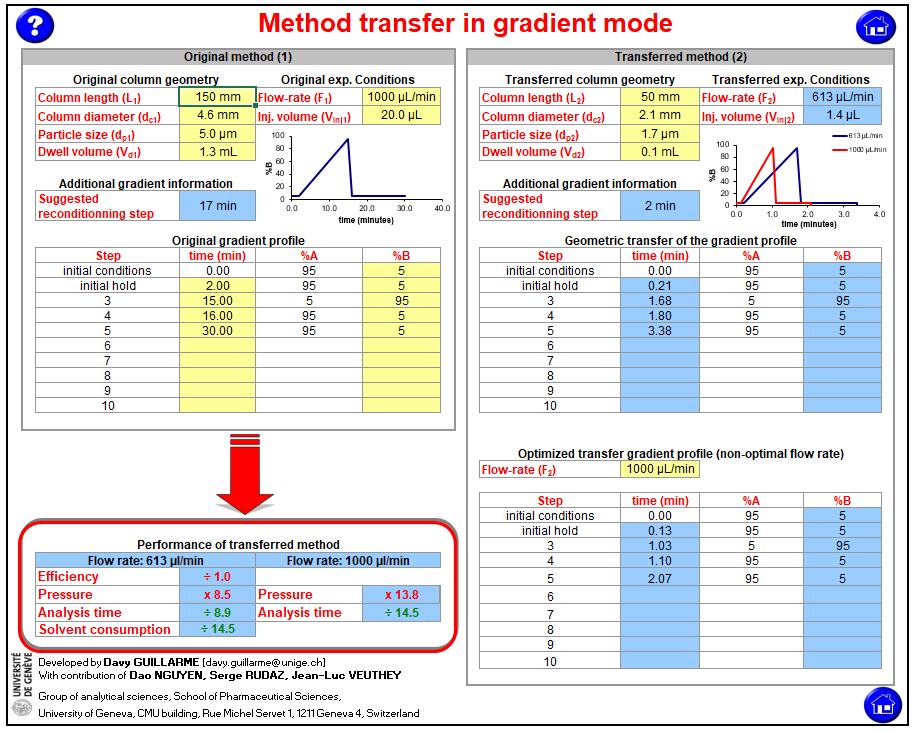 ?
Method transfer in gradient mode
Original method (1)
Original column geometry Original exp. Conditions
Column length (L1) 150 mm Flow-rate (F1) 1000 µL/min
Column diameter (dc1) 4.6 mm Inj. volume (Vinj1) 20.0 µL
Particle size (dp1) 5.0 µm
Dwell volume (Vd1) 1.3 mL
100
80
60
40
20
0
%B
0.0 10.0 20.0 30.0 40.0
time (minutes)
Additional gradient information
Suggested
reconditionning step 17 min
Original gradient profile
Step time (min) %A %B
initial conditions 0.00 95 5
initial hold 2.00 95 5
3 15.00 5 95
4 16.00 95 5
5 30.00 95 5
6
7
8
9
10
Performance of transferred method
Flow rate: 613 µl/min Flow rate: 1000 µl/min
Efficiency ÷ 1.0
Pressure x 8.5 Pressure x 13.8
Analysis time ÷ 8.9 Analysis time ÷ 14.5
Solvent consumption ÷ 14.5
UNIVERSITÉ
DE GENÈVE
Developed by Davy GUILLARME [davy.guillarme@unige.ch]
With contribution of Dao NGUYEN, Serge RUDAZ, Jean-Luc VEUTHEY
Group of analytical sciences, School of Pharmaceutical Sciences,
University of Geneva, CMU building, Rue Michel Servet 1, 1211 Geneva 4, Switzerland
Transferred method (2)
Transferred column geometry Transferred exp. Conditions
Column length (L2) 50 mm Flow-rate (F2) 613 µL/min
Column diameter (dc2) 2.1 mm Inj. volume (Vinj2) 1.4 µL
Particle size (dp2) 1.7 µm
Dwell volume (Vd2) 0.1 mL
613 µL/min
1000 µL/min
100
80
60
40
20
0
%B
0.0 1.0 2.0 3.0 4.0
time (minutes)
Additional gradient information
Suggested
reconditionning step 2 min
Geometric transfer of the gradient profile
Step time (min) %A %B
initial conditions 0.00 95 5
initial hold 0.21 95 5
3 1.68 5 95
4 1.80 95 5
5 3.38 95 5
6
7
8
9
10
Optimized transfer gradient profile (non-optimal flow rate)
Flow-rate (F2) 1000 µL/min
Step time (min) %A %B
initial conditions 0.00 95 5
initial hold 0.13 95 5
3 1.03 5 95
4 1.10 95 5
5 2.07 95 5
6
7
8
9
10